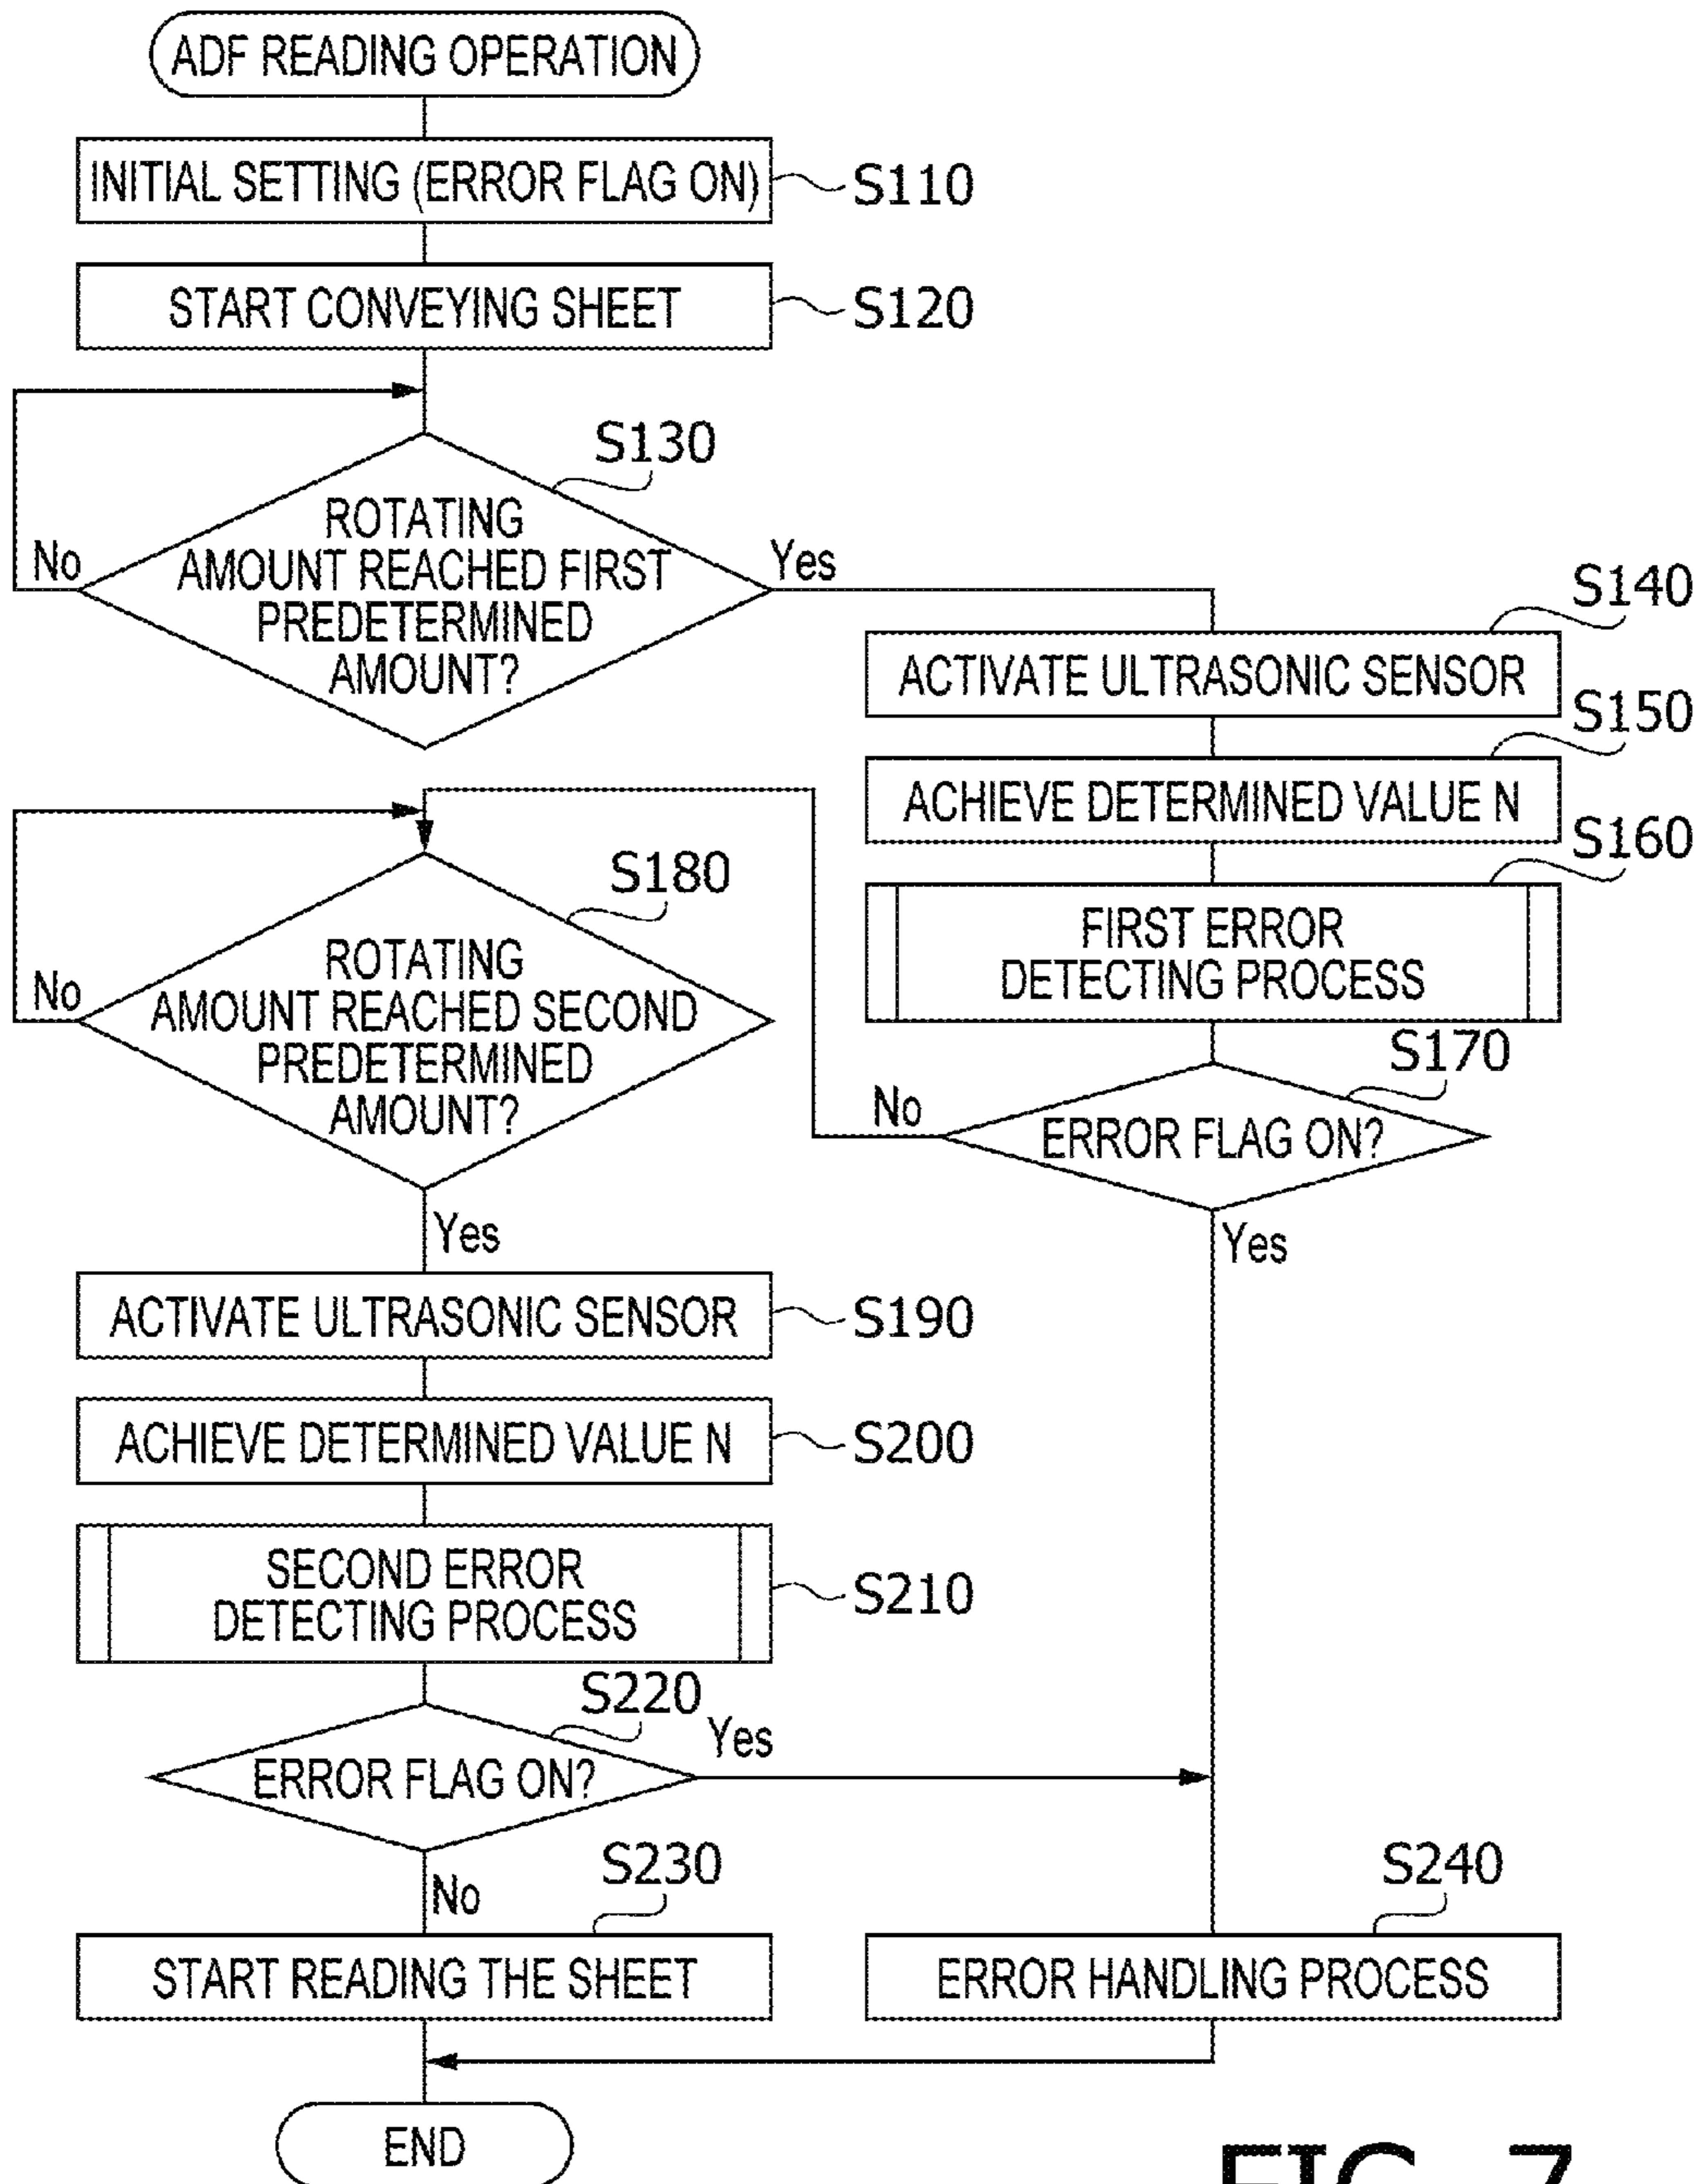 ADF READING OPERATION
INITIAL SETTING (ERROR FLAG ON)
S110
START CONVEYING SHEET
S120
S130
ROTATING
AMOUNT REACHED FIRST
PREDETERMINED
AMOUNT?
No
Yes
S140
ACTIVATE ULTRASONIC SENSOR
S150
ACHIEVE DETERMINED VALUE N
S160
FIRST ERROR
DETECTING PROCESS
S170
ERROR FLAG ON?
No
Yes
S180
ROTATING
AMOUNT REACHED SECOND
PREDETERMINED
AMOUNT?
No
Yes
ACTIVATE ULTRASONIC SENSOR
S190
ACHIEVE DETERMINED VALUE N
S200
SECOND ERROR
DETECTING PROCESS
S210
S220
ERROR FLAG ON?
Yes
No
S230
START READING THE SHEET
S240
ERROR HANDLING PROCESS
END
FIG. 7